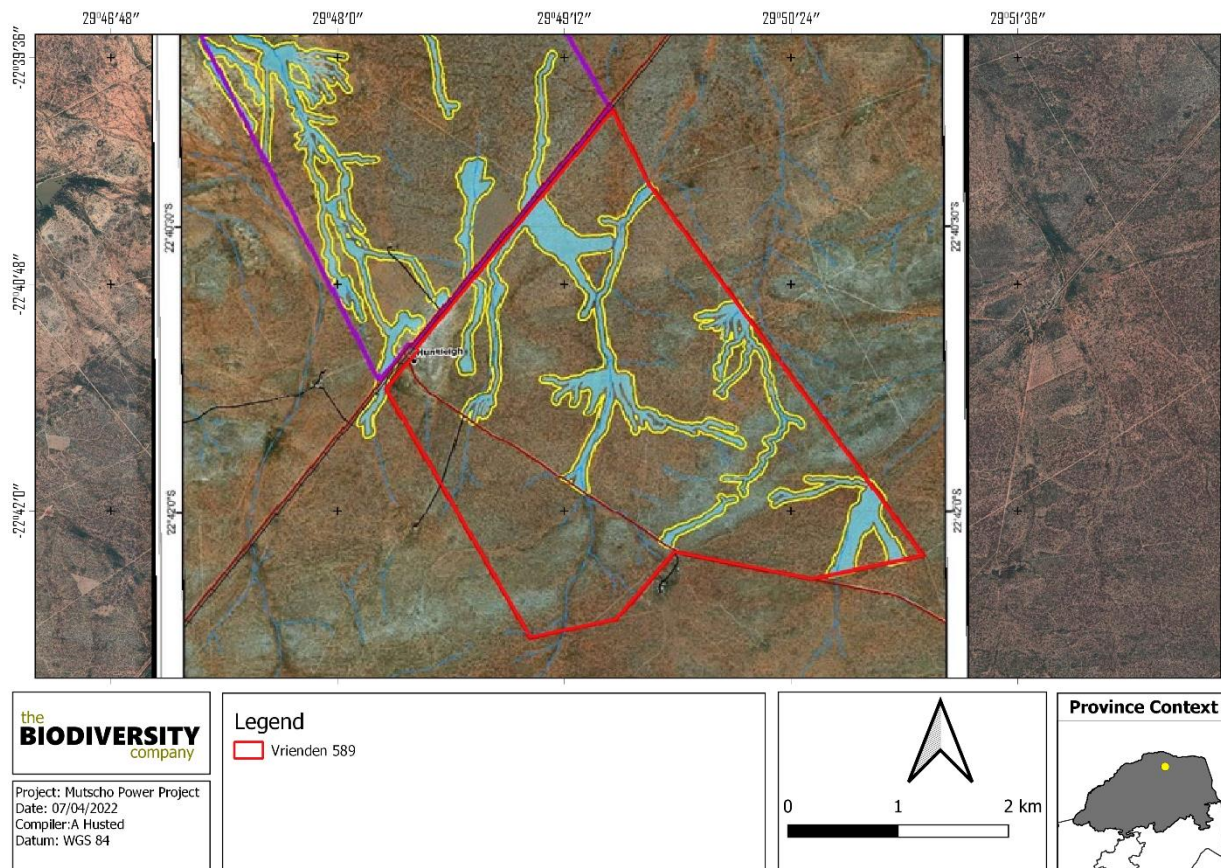 29°46′48″ 29°48′0″ 29°49′12″ 29°50′24″ 29°51′36″
-22°39′36″
22°40'30"S 22°40'30"S
-22°40′48″
Huntleigh
-22°42′0″
22°42'0"S 22°42'0"S
the
BIODIVERSITY
company
Project: Mutscho Power Project
Date: 07/04/2022
Compiler:A Husted
Datum: WGS 84
Legend
Vrienden 589
0 1 2 km
Province Context